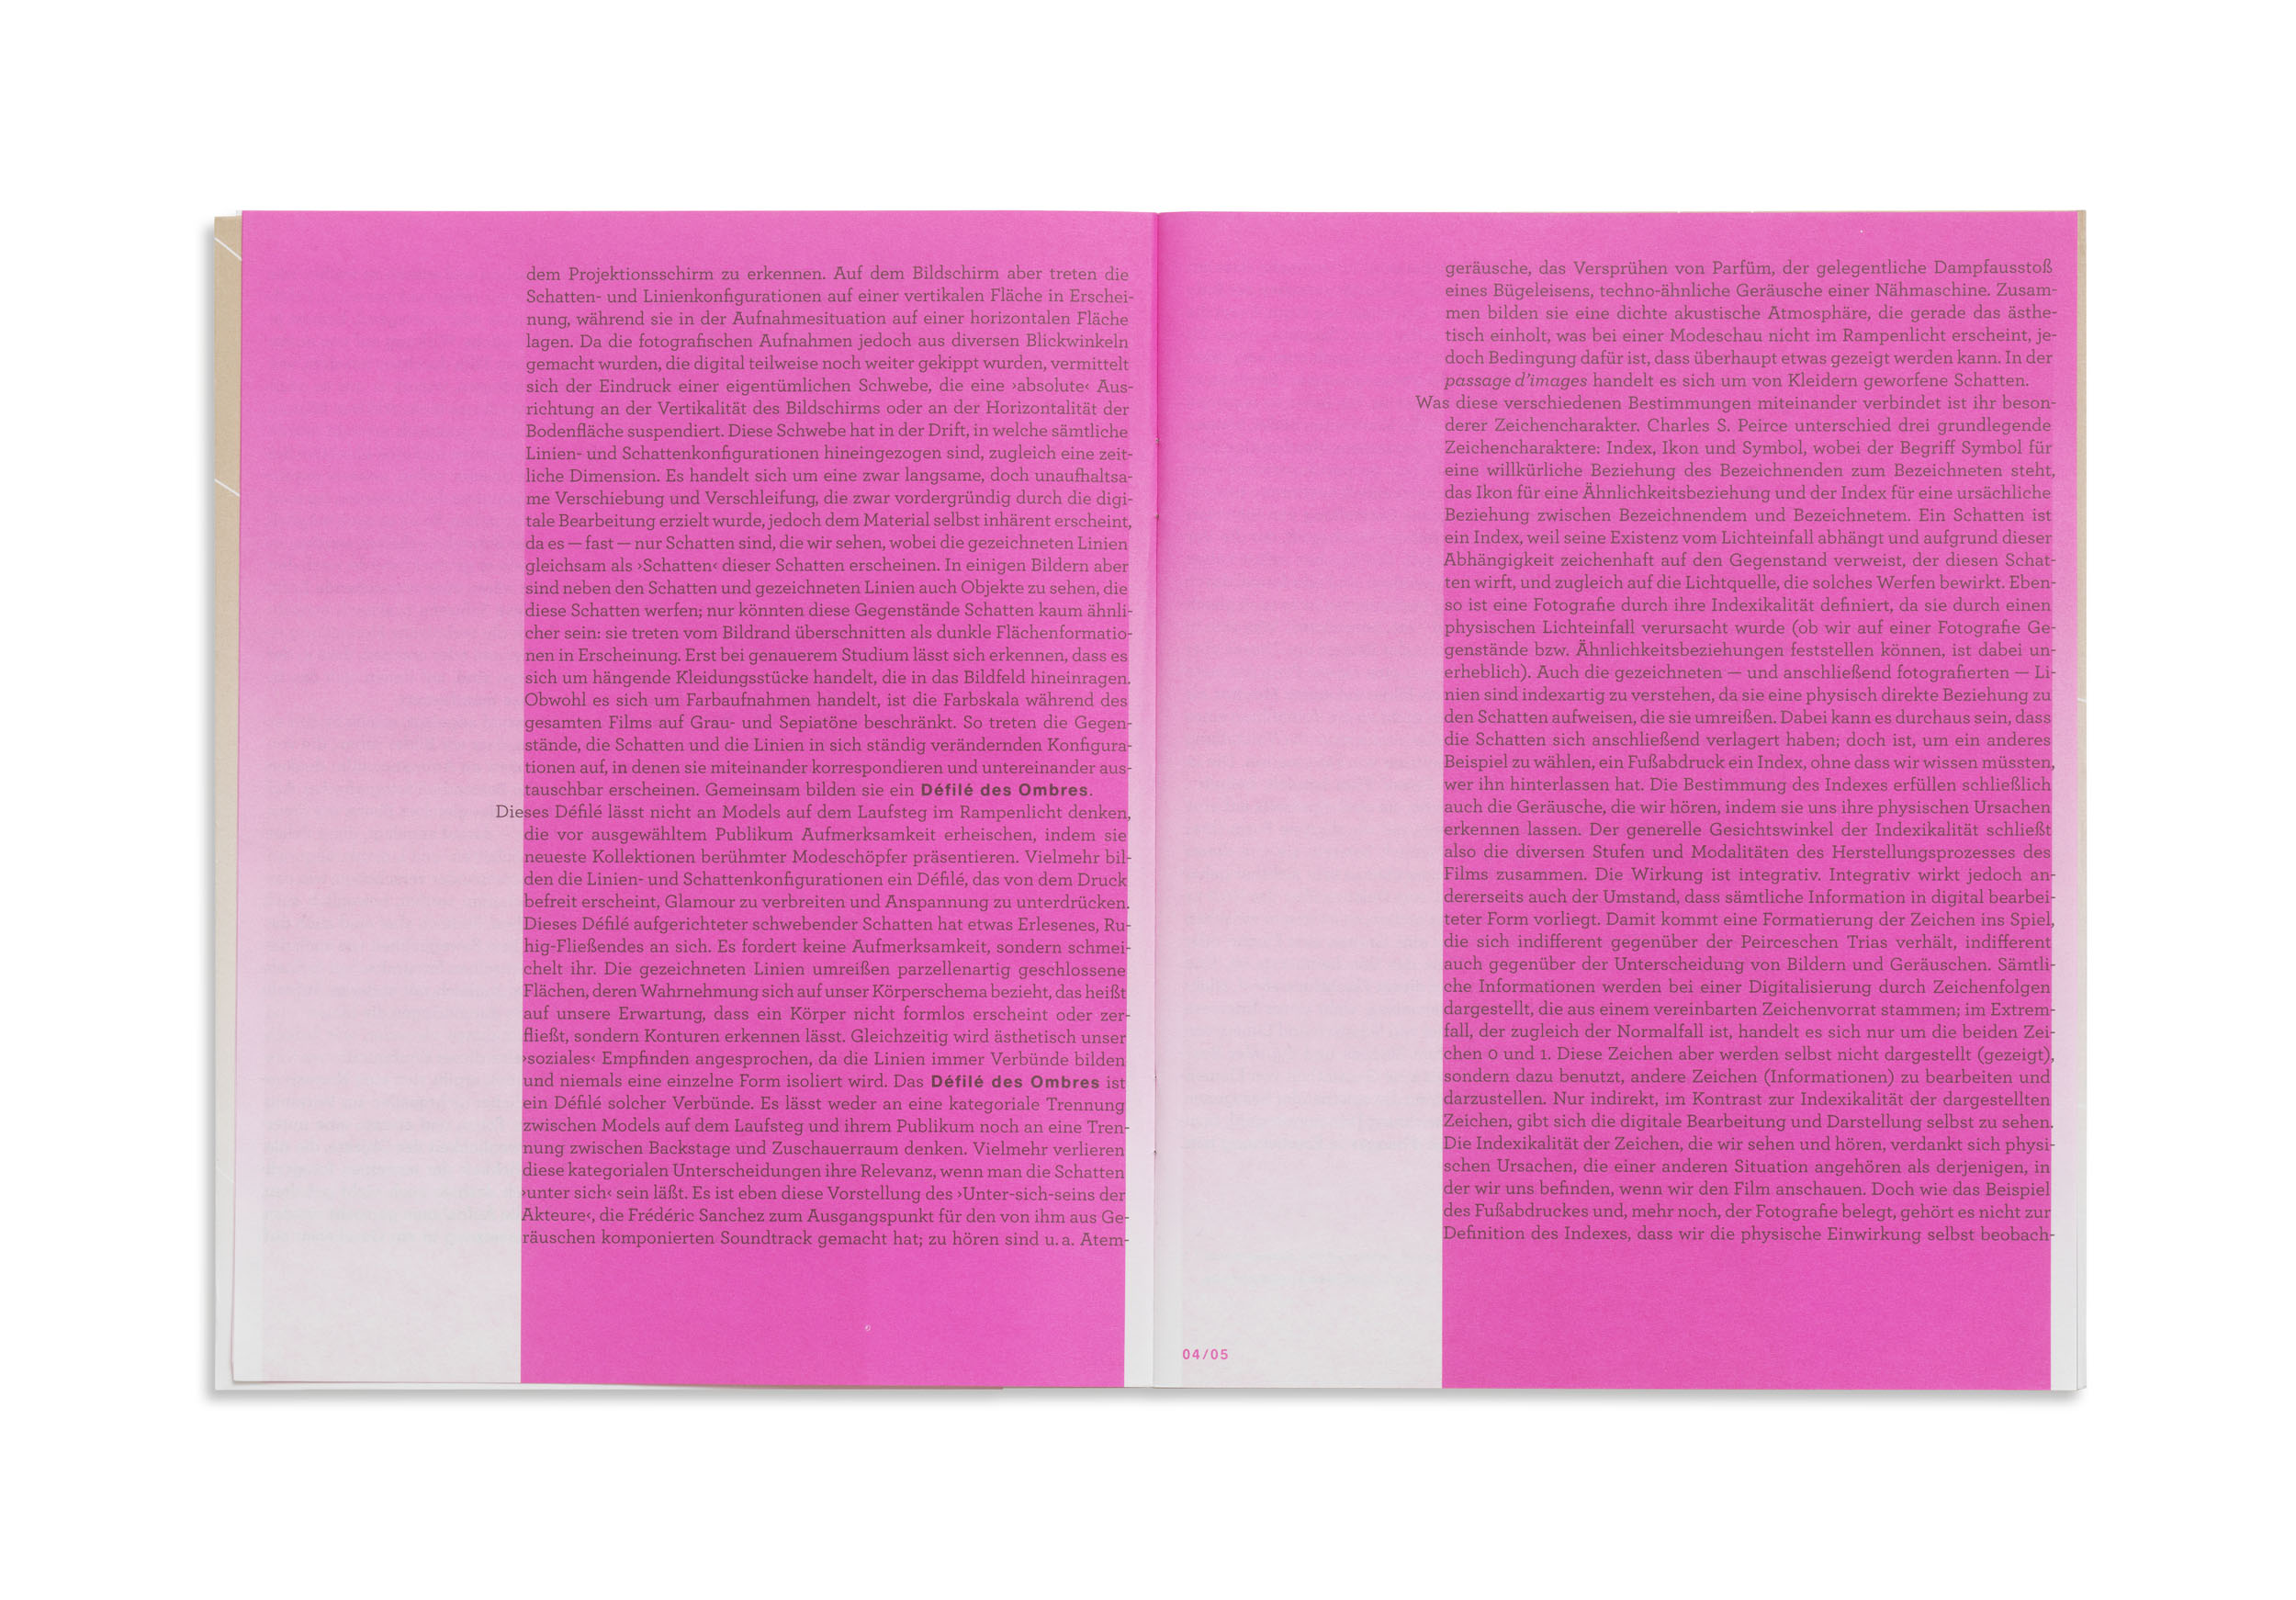 dem Projektionsschirm zu erkennen. Auf dem Bildschirm aber treten die
Schatten- und Linienkonfigurationen auf einer vertikalen Fläche in Erschei-
nung, während sie in der Aufnahmesituation auf einer horizontalen Fläche
lagen. Da die fotografischen Aufnahmen jedoch aus diversen Blickwinkeln
gemacht wurden, die digital teilweise noch weiter gekippt wurden, vermittelt
sich der Eindruck einer eigentümlichen Schwebe, die eine ›absolute‹ Aus-
richtung an der Vertikalität des Bildschirms oder an der Horizontalität der
Bodenfläche suspendiert. Diese Schwebe hat in der Drift, in welche sämtliche
Linien- und Schattenkonfigurationen hineingezogen sind, zugleich eine zeit-
liche Dimension. Es handelt sich um eine zwar langsame, doch unaufhaltsa-
me Verschiebung und Verschleifung, die zwar vordergründig durch die digi-
tale Bearbeitung erzielt wurde, jedoch dem Material selbst inhärent erscheint,
da es — fast — nur Schatten sind, die wir sehen, wobei die gezeichneten Linien
gleichsam als ›Schatten‹ dieser Schatten erscheinen. In einigen Bildern aber
sind neben den Schatten und gezeichneten Linien auch Objekte zu sehen, die
diese Schatten werfen; nur könnten diese Gegenstände Schatten kaum ähnli-
cher sein: sie treten vom Bildrand überschnitten als dunkle Flächenformatio-
nen in Erscheinung. Erst bei genauerem Studium lässt sich erkennen, dass es
sich um hängende Kleidungsstücke handelt, die in das Bildfeld hineinragen.
Obwohl es sich um Farbaufnahmen handelt, ist die Farbskala während des
gesamten Films auf Grau- und Sepiatöne beschränkt. So treten die Gegen-
stände, die Schatten und die Linien in sich ständig verändernden Konfigura-
tionen auf, in denen sie miteinander korrespondieren und untereinander aus-
tauschbar erscheinen. Gemeinsam bilden sie ein Défilé des Ombres.
Dieses Défilé lässt nicht an Models auf dem Laufsteg im Rampenlicht denken,
die vor ausgewähltem Publikum Aufmerksamkeit erheischen, indem sie
neueste Kollektionen berühmter Modeschöpfer präsentieren. Vielmehr bil-
den die Linien- und Schattenkonfigurationen ein Défilé, das von dem Druck
befreit erscheint, Glamour zu verbreiten und Anspannung zu unterdrücken.
Dieses Défilé aufgerichteter schwebender Schatten hat etwas Erlesenes, Ru-
hig-Fließendes an sich. Es fordert keine Aufmerksamkeit, sondern schmei-
chelt ihr. Die gezeichneten Linien umreißen parzellenartig geschlossene
Flächen, deren Wahrnehmung sich auf unser Körperschema bezieht, das heißt
auf unsere Erwartung, dass ein Körper nicht formlos erscheint oder zer-
fließt, sondern Konturen erkennen lässt. Gleichzeitig wird ästhetisch unser
›soziales‹ Empfinden angesprochen, da die Linien immer Verbünde bilden
und niemals eine einzelne Form isoliert wird. Das Défilé des Ombres ist
ein Défilé solcher Verbünde. Es lässt weder an eine kategoriale Trennung
zwischen Models auf dem Laufsteg und ihrem Publikum noch an eine Tren-
nung zwischen Backstage und Zuschauerraum denken. Vielmehr verlieren
diese kategorialen Unterscheidungen ihre Relevanz, wenn man die Schatten
›unter sich‹ sein läßt. Es ist eben diese Vorstellung des ›Unter-sich-seins der
Akteure‹, die Frédéric Sanchez zum Ausgangspunkt für den von ihm aus Ge-
räuschen komponierten Soundtrack gemacht hat; zu hören sind u. a. Atem-
geräusche, das Versprühen von Parfüm, der gelegentliche Dampfausstoß
eines Bügeleisens, techno-ähnliche Geräusche einer Nähmaschine. Zusam-
men bilden sie eine dichte akustische Atmosphäre, die gerade das ästhe-
tisch einholt, was bei einer Modeschau nicht im Rampenlicht erscheint, je-
doch Bedingung dafür ist, dass überhaupt etwas gezeigt werden kann. In der
passage d'images handelt es sich um von Kleidern geworfene Schatten.
Was diese verschiedenen Bestimmungen miteinander verbindet ist ihr beson-
derer Zeichencharakter. Charles S. Peirce unterschied drei grundlegende
Zeichencharaktere: Index, Ikon und Symbol, wobei der Begriff Symbol für
eine willkürliche Beziehung des Bezeichnenden zum Bezeichneten steht,
das Ikon für eine Ähnlichkeitsbeziehung und der Index für eine ursächliche
Beziehung zwischen Bezeichnendem und Bezeichnetem. Ein Schatten ist
ein Index, weil seine Existenz vom Lichteinfall abhängt und aufgrund dieser
Abhängigkeit zeichenhaft auf den Gegenstand verweist, der diesen Schat-
ten wirft, und zugleich auf die Lichtquelle, die solches Werfen bewirkt. Eben-
so ist eine Fotografie durch ihre Indexikalität definiert, da sie durch einen
physischen Lichteinfall verursacht wurde (ob wir auf einer Fotografie Ge-
genstände bzw. Ähnlichkeitsbeziehungen feststellen können, ist dabei un-
erheblich). Auch die gezeichneten — und anschließend fotografierten — Li-
nien sind indexartig zu verstehen, da sie eine physisch direkte Beziehung zu
den Schatten aufweisen, die sie umreißen. Dabei kann es durchaus sein, dass
die Schatten sich anschließend verlagert haben; doch ist, um ein anderes
Beispiel zu wählen, ein Fußabdruck ein Index, ohne dass wir wissen müssten,
wer ihn hinterlassen hat. Die Bestimmung des Indexes erfüllen schließlich
auch die Geräusche, die wir hören, indem sie uns ihre physischen Ursachen
erkennen lassen. Der generelle Gesichtswinkel der Indexikalität schließt
also die diversen Stufen und Modalitäten des Herstellungsprozesses des
Films zusammen. Die Wirkung ist integrativ. Integrativ wirkt jedoch an-
dererseits auch der Umstand, dass sämtliche Information in digital bearbei-
teter Form vorliegt. Damit kommt eine Formatierung der Zeichen ins Spiel,
die sich indifferent gegenüber der Peirceschen Trias verhält, indifferent
auch gegenüber der Unterscheidung von Bildern und Geräuschen. Sämtli-
che Informationen werden bei einer Digitalisierung durch Zeichenfolgen
dargestellt, die aus einem vereinbarten Zeichenvorrat stammen; im Extrem-
fall, der zugleich der Normalfall ist, handelt es sich nur um die beiden Zei-
chen 0 und 1. Diese Zeichen aber werden selbst nicht dargestellt (gezeigt),
sondern dazu benutzt, andere Zeichen (Informationen) zu bearbeiten und
darzustellen. Nur indirekt, im Kontrast zur Indexikalität der dargestellten
Zeichen, gibt sich die digitale Bearbeitung und Darstellung selbst zu sehen.
Die Indexikalität der Zeichen, die wir sehen und hören, verdankt sich physi-
schen Ursachen, die einer anderen Situation angehören als derjenigen, in
der wir uns befinden, wenn wir den Film anschauen. Doch wie das Beispiel
des Fußabdruckes und, mehr noch, der Fotografie belegt, gehört es nicht zur
Definition des Indexes, dass wir die physische Einwirkung selbst beobach-
04/05